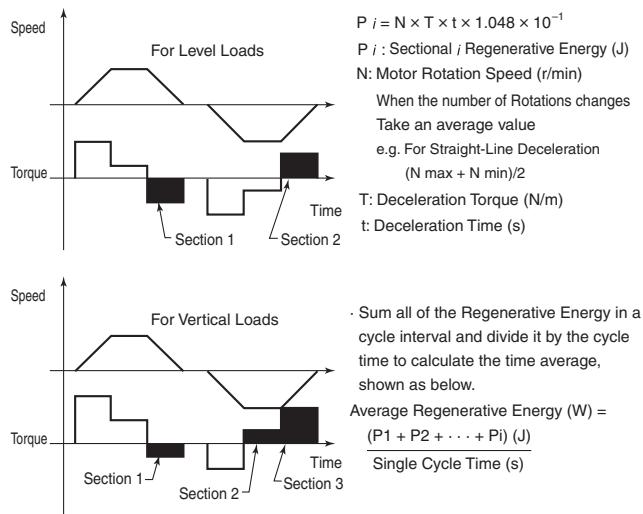 Speed
For Level Loads
Torque
Time
Section 1
Section 2
P i = N × T × t × 1.048 × 10⁻¹
P i : Sectional i Regenerative Energy (J)
N: Motor Rotation Speed (r/min)
When the number of Rotations changes
Take an average value
e.g. For Straight-Line Deceleration
(N max + N min)/2
T: Deceleration Torque (N/m)
t: Deceleration Time (s)
Speed
For Vertical Loads
Torque
Time
Section 1
Section 2
Section 3
· Sum all of the Regenerative Energy in a
cycle interval and divide it by the cycle
time to calculate the time average,
shown as below.
Average Regenerative Energy (W) =
(P1 + P2 + · · · + Pi) (J)
Single Cycle Time (s)